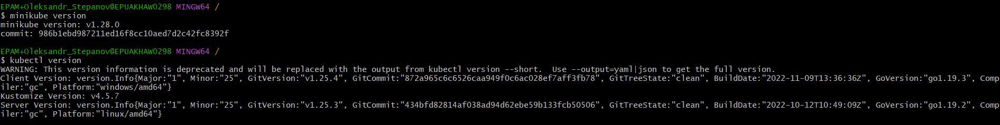 EPAM+Oleksandr_Stepanov@EPUAKHAW0298 MINGW64 /
$ minikube version
minikube version: v1.28.0
commit: 986b1ebd987211ed16f8cc10aed7d2c42fc8392f
EPAM+Oleksandr_Stepanov@EPUAKHAW0298 MINGW64 /
$ kubectl version
WARNING: This version information is deprecated and will be replaced with the output from kubectl version --short.  Use --output=yaml|json to get the full version.
Client Version: version.Info{Major:"1", Minor:"25", GitVersion:"v1.25.4", GitCommit:"872a965c6c6526caa949f0c6ac028ef7aff3fb78", GitTreeState:"clean", BuildDate:"2022-11-09T13:36:36Z", GoVersion:"go1.19.3", Comp
iler:"gc", Platform:"windows/amd64"}
Kustomize Version: v4.5.7
Server Version: version.Info{Major:"1", Minor:"25", GitVersion:"v1.25.3", GitCommit:"434bfd82814af038ad94d62ebe59b133fcb50506", GitTreeState:"clean", BuildDate:"2022-10-12T10:49:09Z", GoVersion:"go1.19.2", Comp
iler:"gc", Platform:"linux/amd64"}